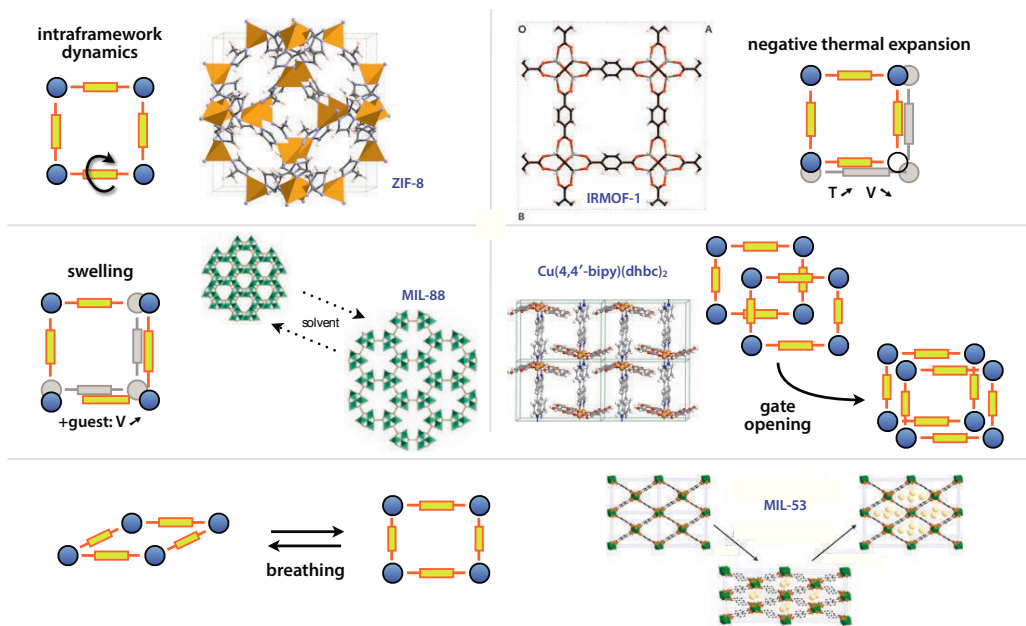 intraframework
dynamics
ZIF-8
O
A
B
IRMOF-1
negative thermal expansion
T ↗ V ↘
swelling
+guest: V ↗
MIL-88
solvent
Cu(4,4′-bipy)(dhbc)₂
gate
opening
breathing
MIL-53